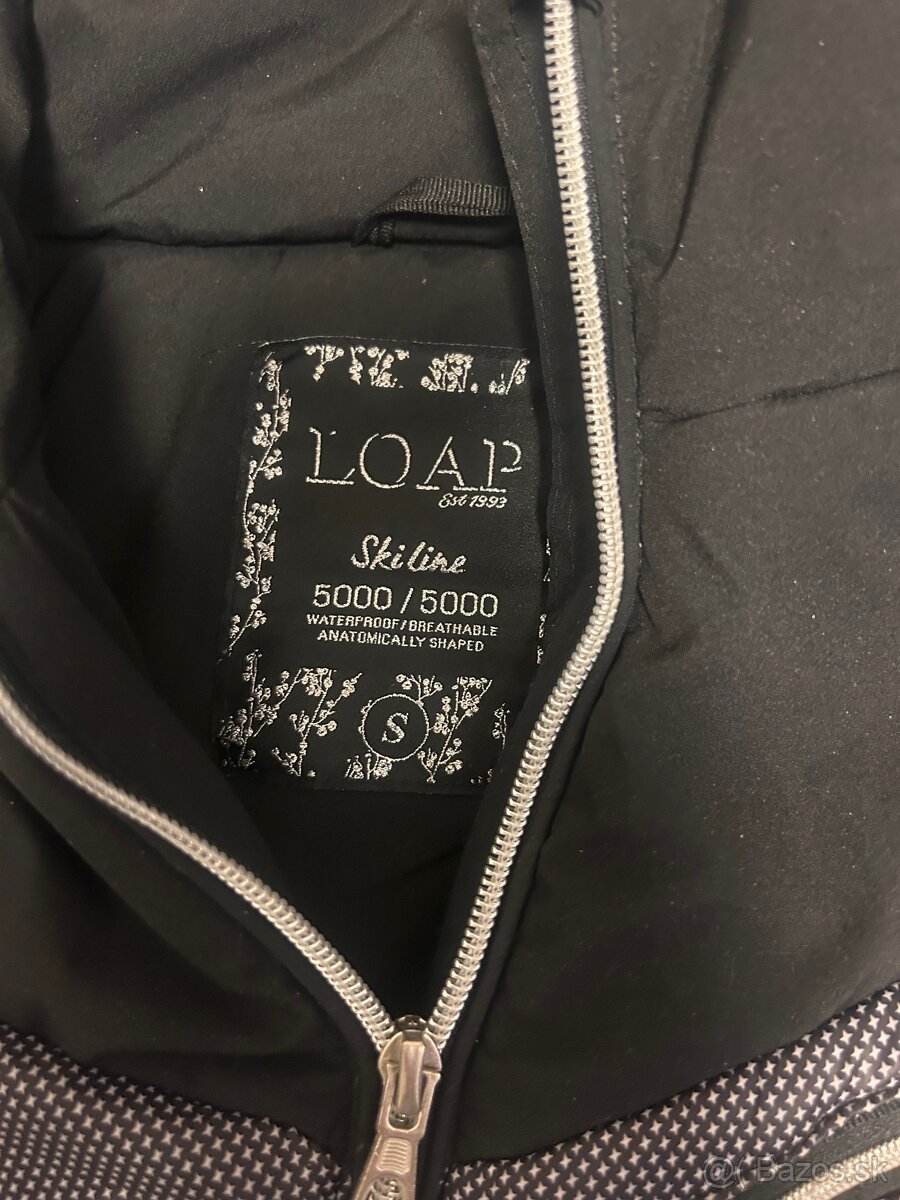 LOAP
Est 1993
Skiline
5000 / 5000
WATERPROOF/BREATHABLE
ANATOMICALLY SHAPED
S
@( Bazos.sk